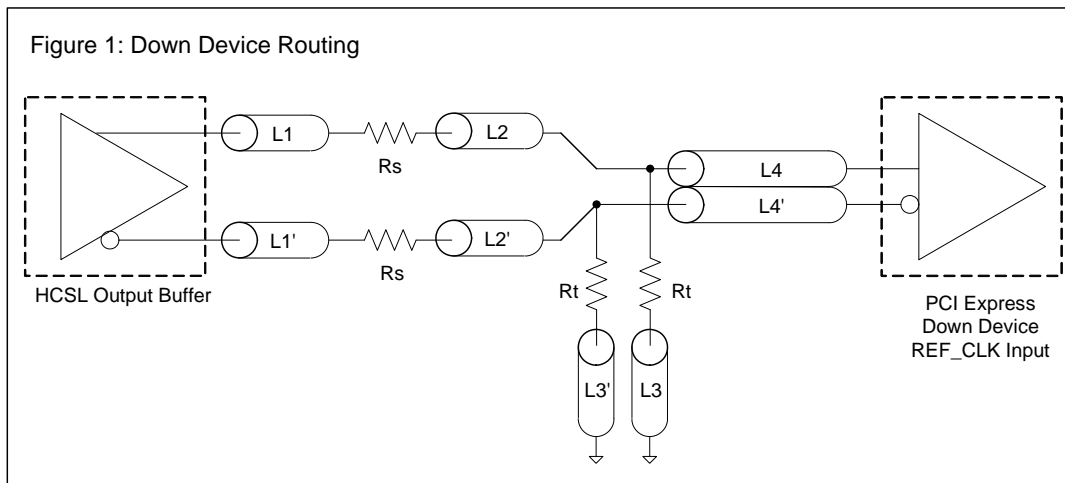 Figure 1: Down Device Routing
L1
Rs
L2
L4
L4'
L1'
Rs
L2'
HCSL Output Buffer
Rt
Rt
L3'
L3
PCI Express
Down Device
REF_CLK Input